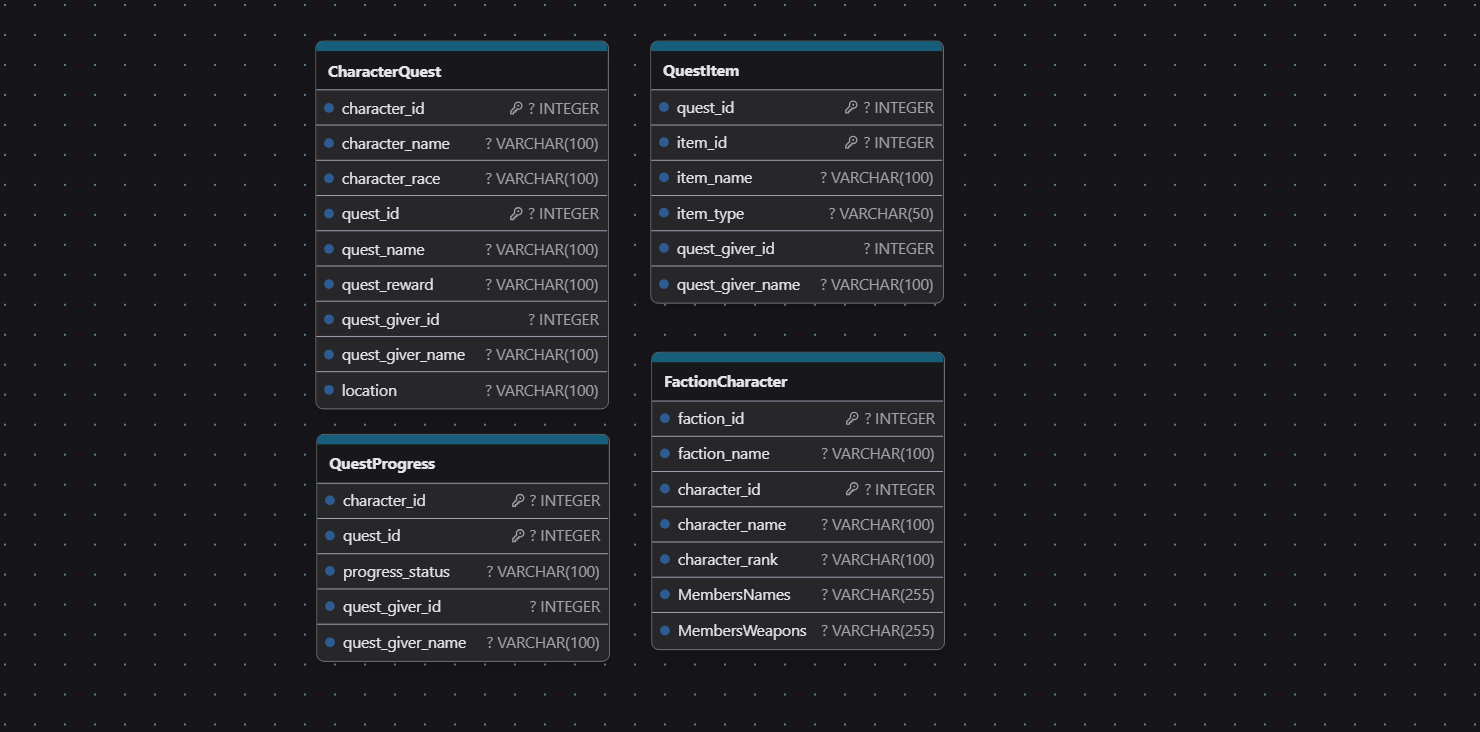 CharacterQuest
character_id ? INTEGER
character_name ? VARCHAR(100)
character_race ? VARCHAR(100)
quest_id ? INTEGER
quest_name ? VARCHAR(100)
quest_reward ? VARCHAR(100)
quest_giver_id ? INTEGER
quest_giver_name ? VARCHAR(100)
location ? VARCHAR(100)
QuestItem
quest_id ? INTEGER
item_id ? INTEGER
item_name ? VARCHAR(100)
item_type ? VARCHAR(50)
quest_giver_id ? INTEGER
quest_giver_name ? VARCHAR(100)
QuestProgress
character_id ? INTEGER
quest_id ? INTEGER
progress_status ? VARCHAR(100)
quest_giver_id ? INTEGER
quest_giver_name ? VARCHAR(100)
FactionCharacter
faction_id ? INTEGER
faction_name ? VARCHAR(100)
character_id ? INTEGER
character_name ? VARCHAR(100)
character_rank ? VARCHAR(100)
MembersNames ? VARCHAR(255)
MembersWeapons ? VARCHAR(255)